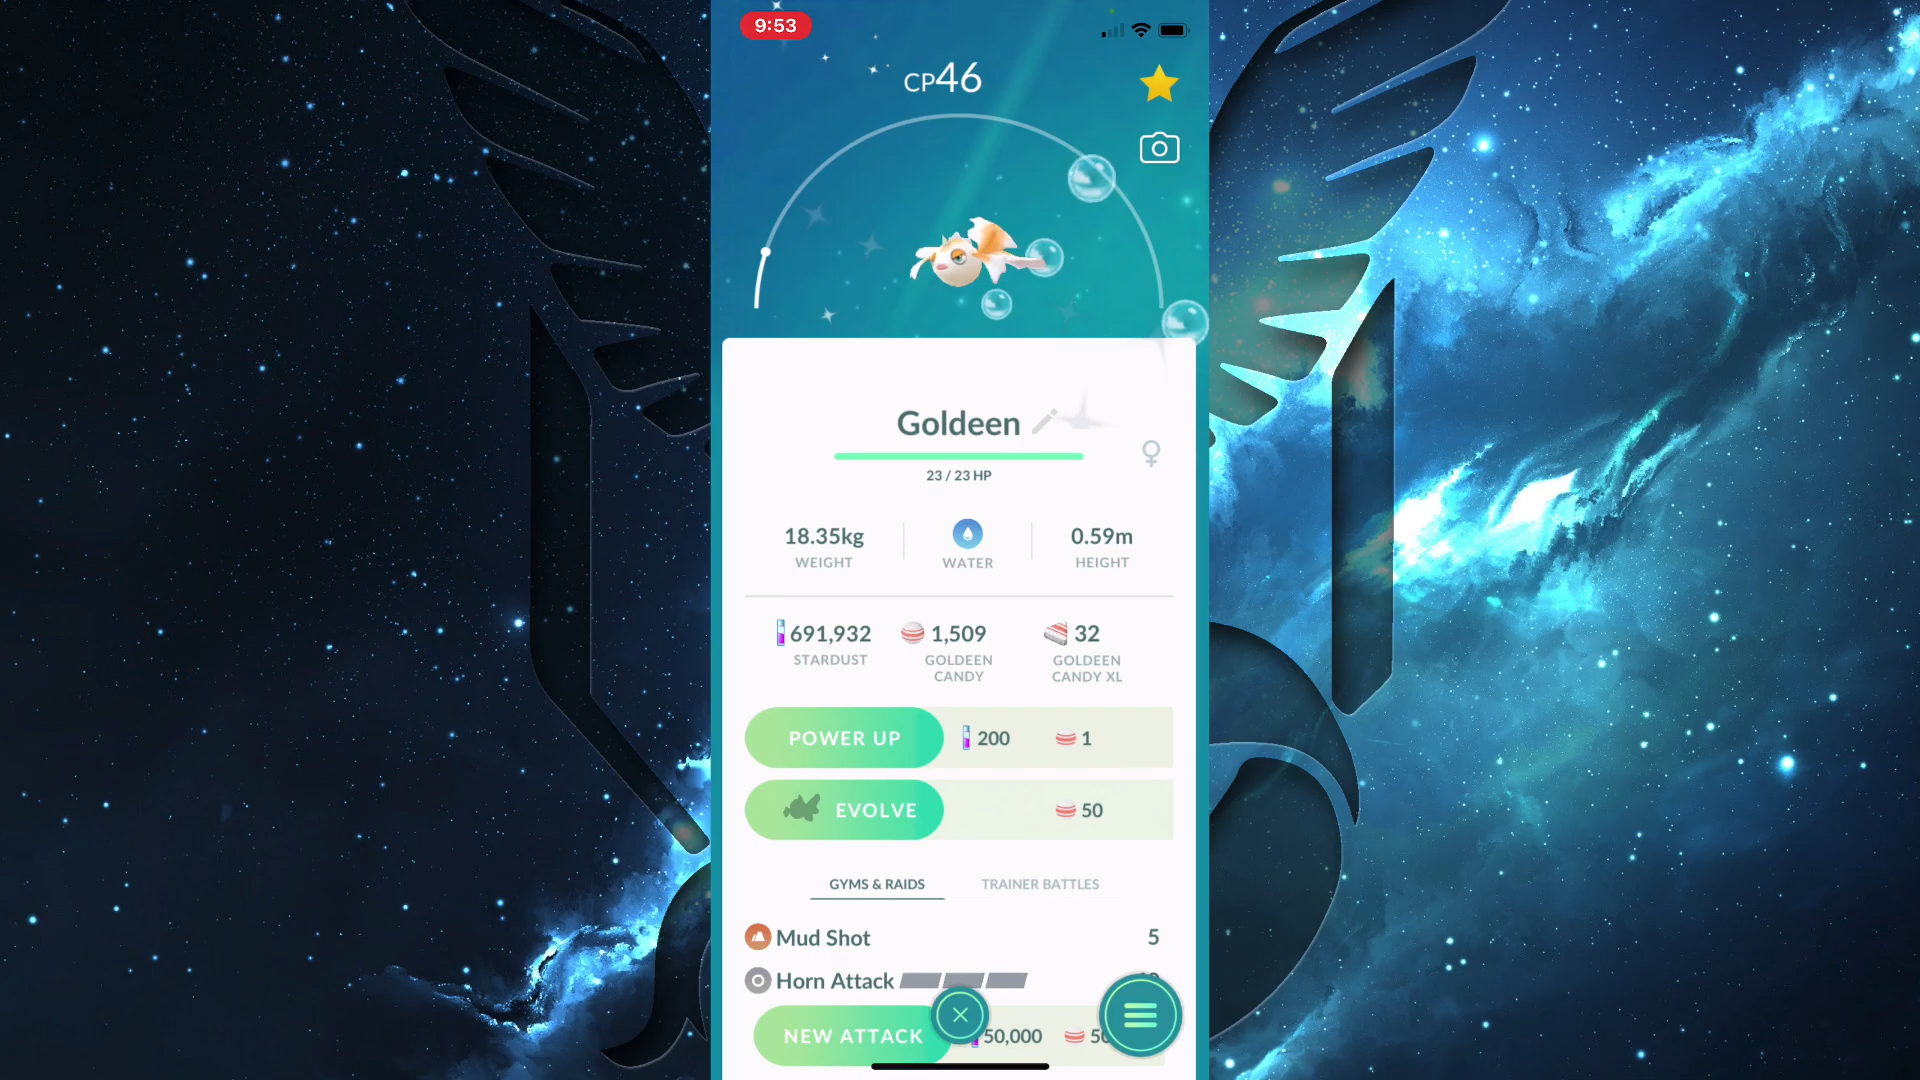 9:53
CP46
Goldeen
23 / 23 HP
18.35kg
WEIGHT
WATER
0.59m
HEIGHT
691,932
STARDUST
1,509
GOLDEEN
CANDY
32
GOLDEEN
CANDY XL
POWER UP
200
1
EVOLVE
50
GYMS & RAIDS
TRAINER BATTLES
Mud Shot
5
Horn Attack
NEW ATTACK
50,000